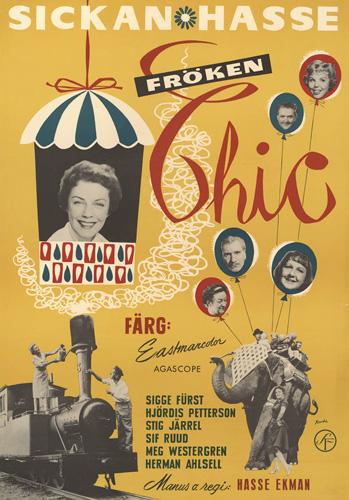 SICKAN HASSE
FRÖKEN
Chic
FÄRG:
Eastmancolor
AGASCOPE
SIGGE FÜRST
HJÖRDIS PETTERSON
STIG JÄRREL
SIF RUUD
MEG WESTERGREN
HERMAN AHLSELL
Manus o. regi: HASSE EKMAN
SF